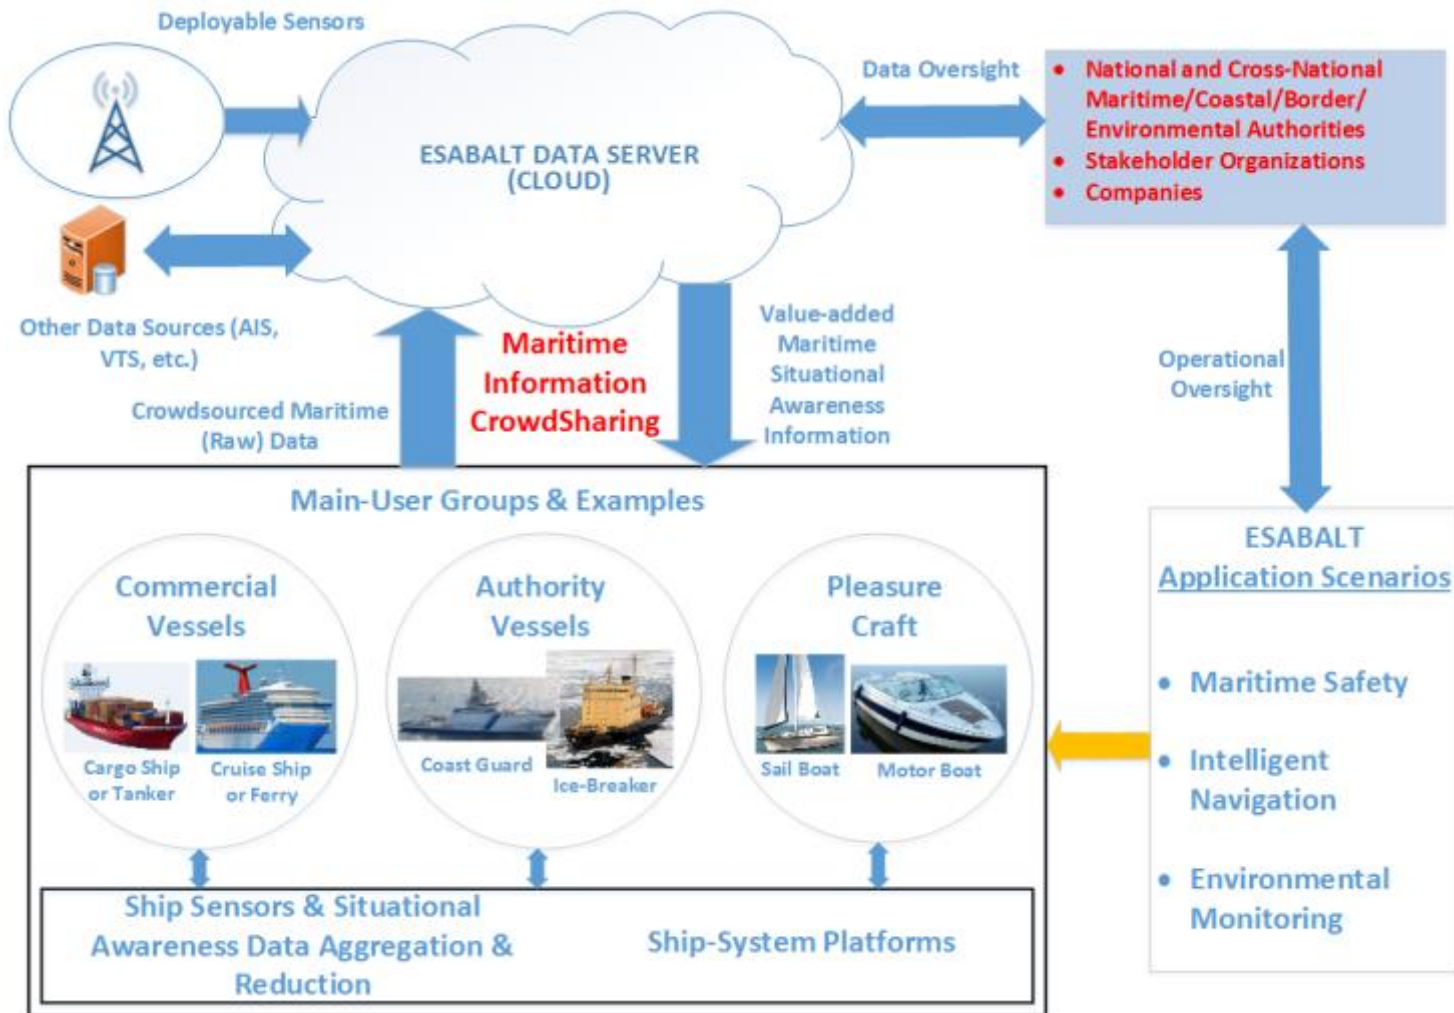 Deployable Sensors
ESABALT DATA SERVER
(CLOUD)
Data Oversight
• National and Cross-National
Maritime/Coastal/Border/
Environmental Authorities
• Stakeholder Organizations
• Companies
Other Data Sources (AIS,
VTS, etc.)
Crowdsourced Maritime
(Raw) Data
Maritime
Information
CrowdSharing
Value-added
Maritime
Situational
Awareness
Information
Operational
Oversight
Main-User Groups & Examples
Commercial
Vessels
Cargo Ship
or Tanker
Cruise Ship
or Ferry
Authority
Vessels
Coast Guard
Ice-Breaker
Pleasure
Craft
Sail Boat
Motor Boat
Ship Sensors & Situational
Awareness Data Aggregation &
Reduction
Ship-System Platforms
ESABALT
Application Scenarios
• Maritime Safety
• Intelligent
Navigation
• Environmental
Monitoring